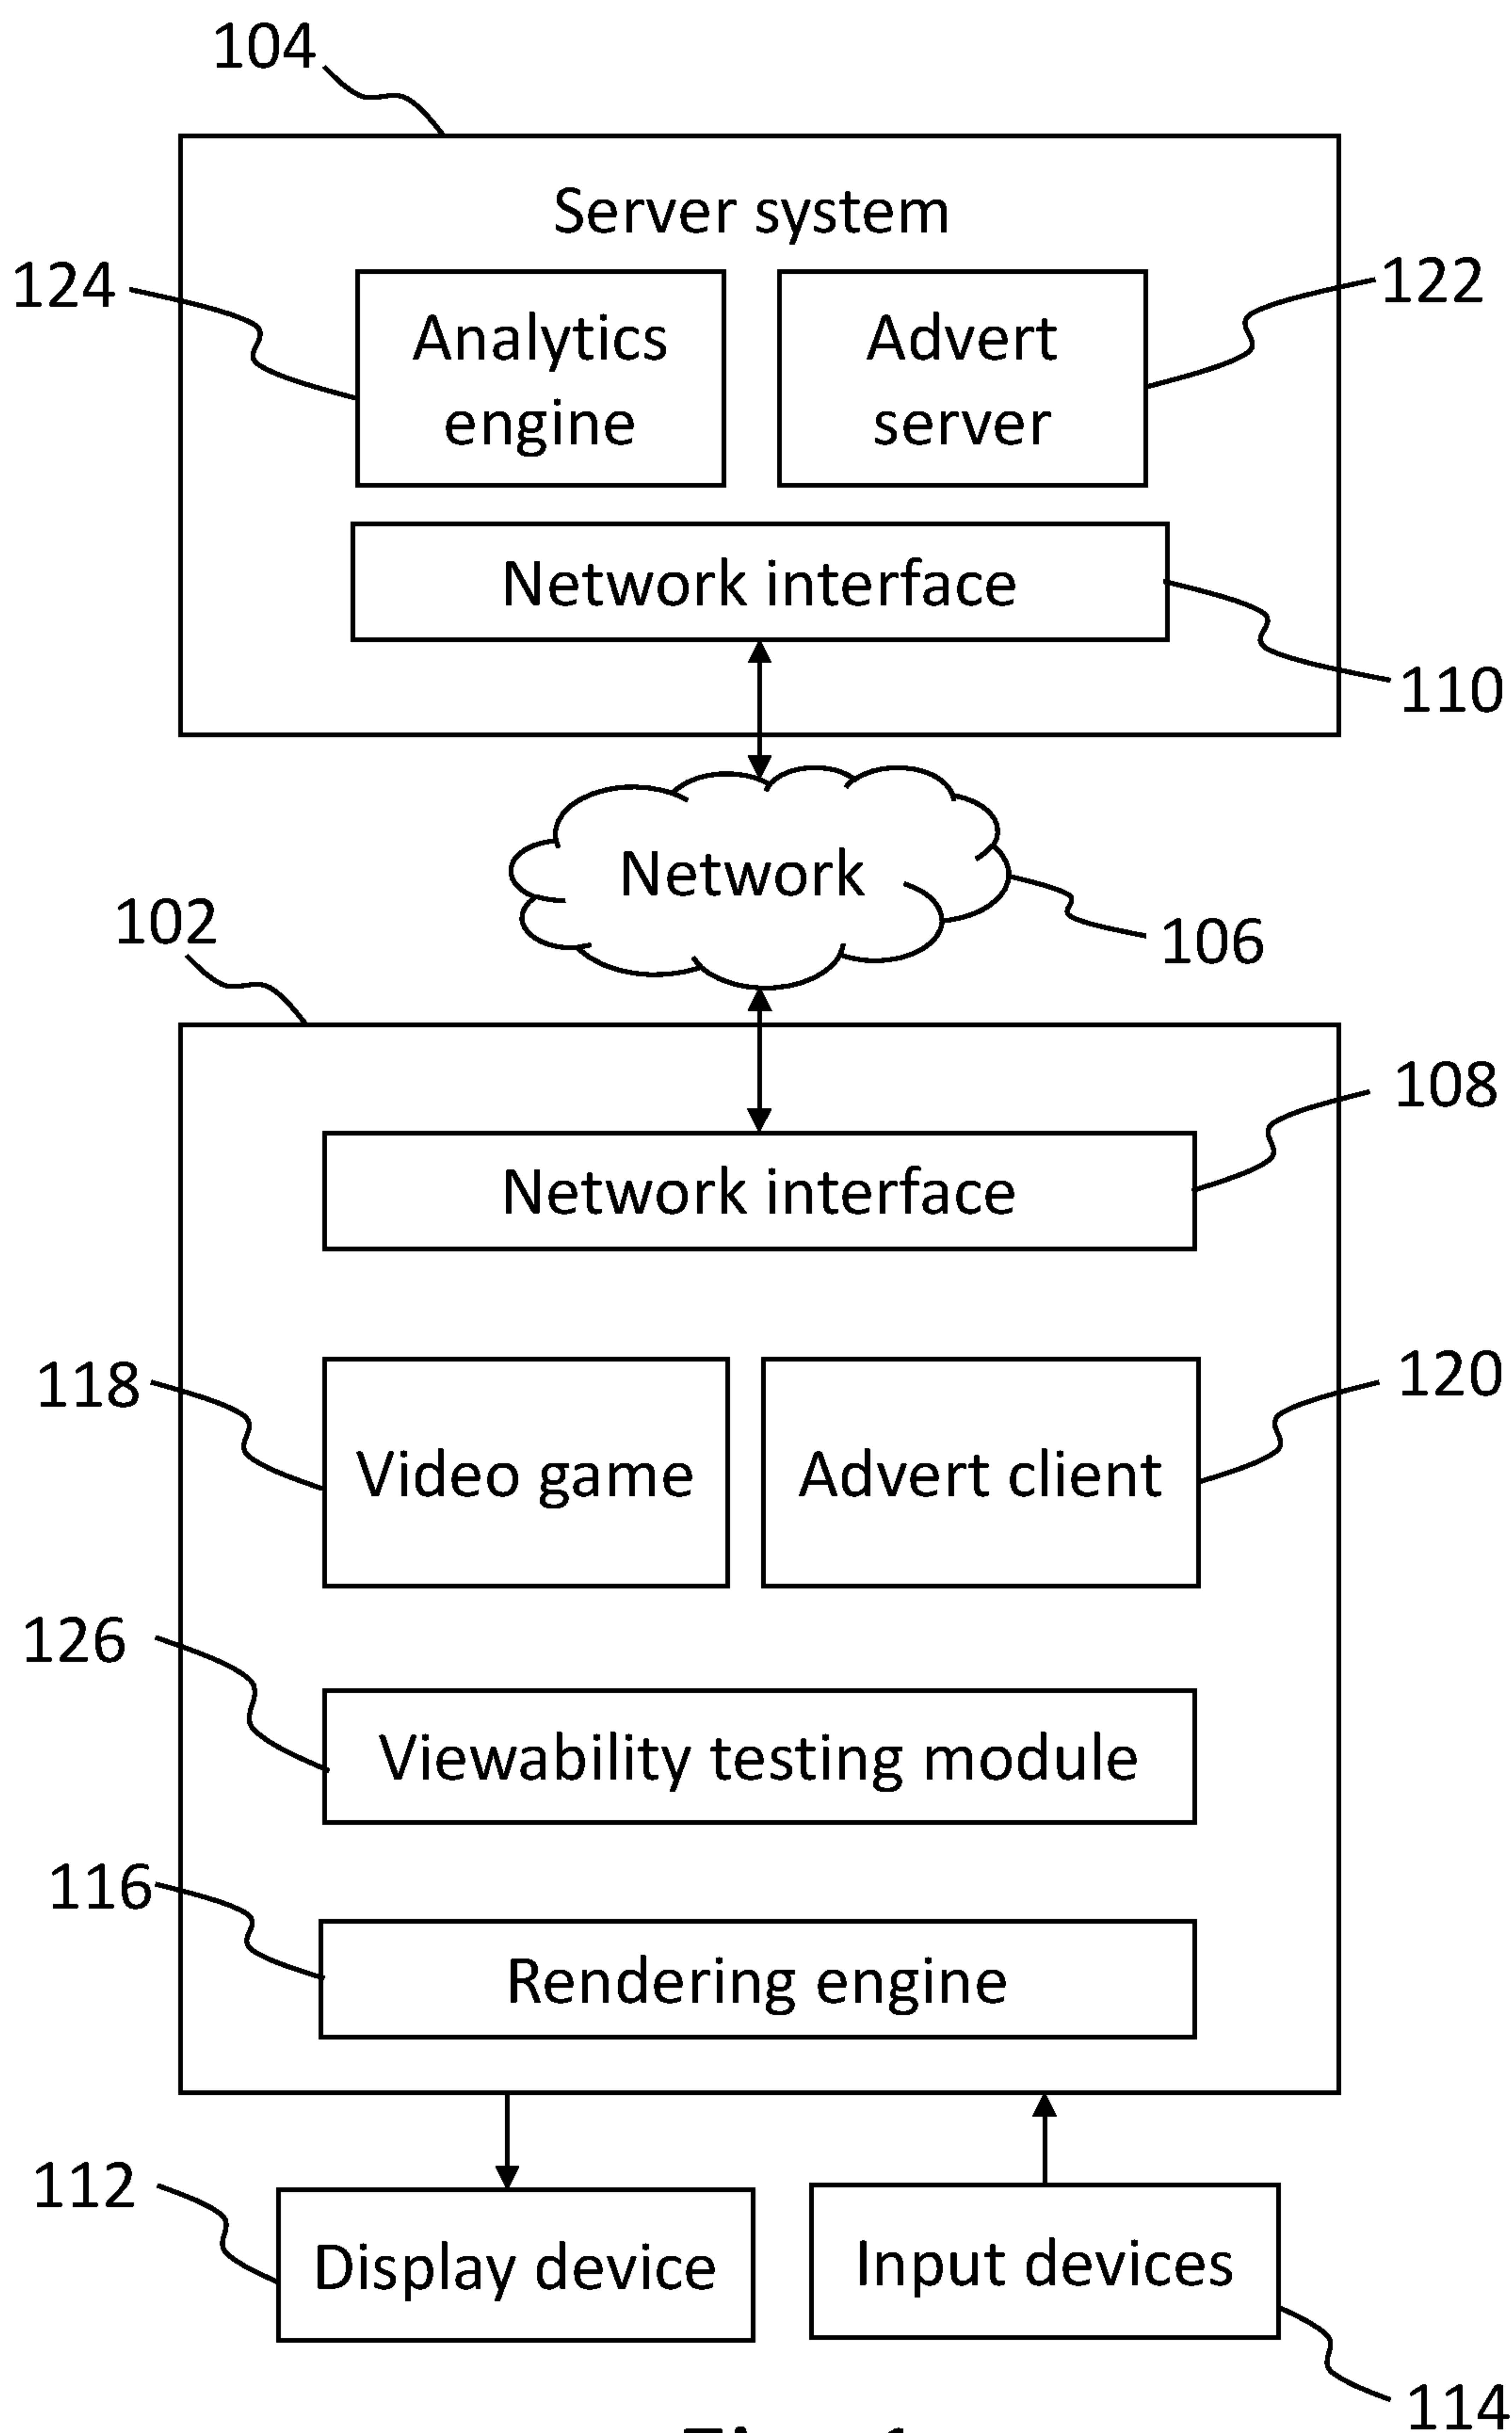 104
Server system
124
122
Analytics
engine
Advert
server
Network interface
110
Network
102
106
108
Network interface
118
120
Video game
Advert client
126
Viewability testing module
116
Rendering engine
112
Display device
Input devices
114